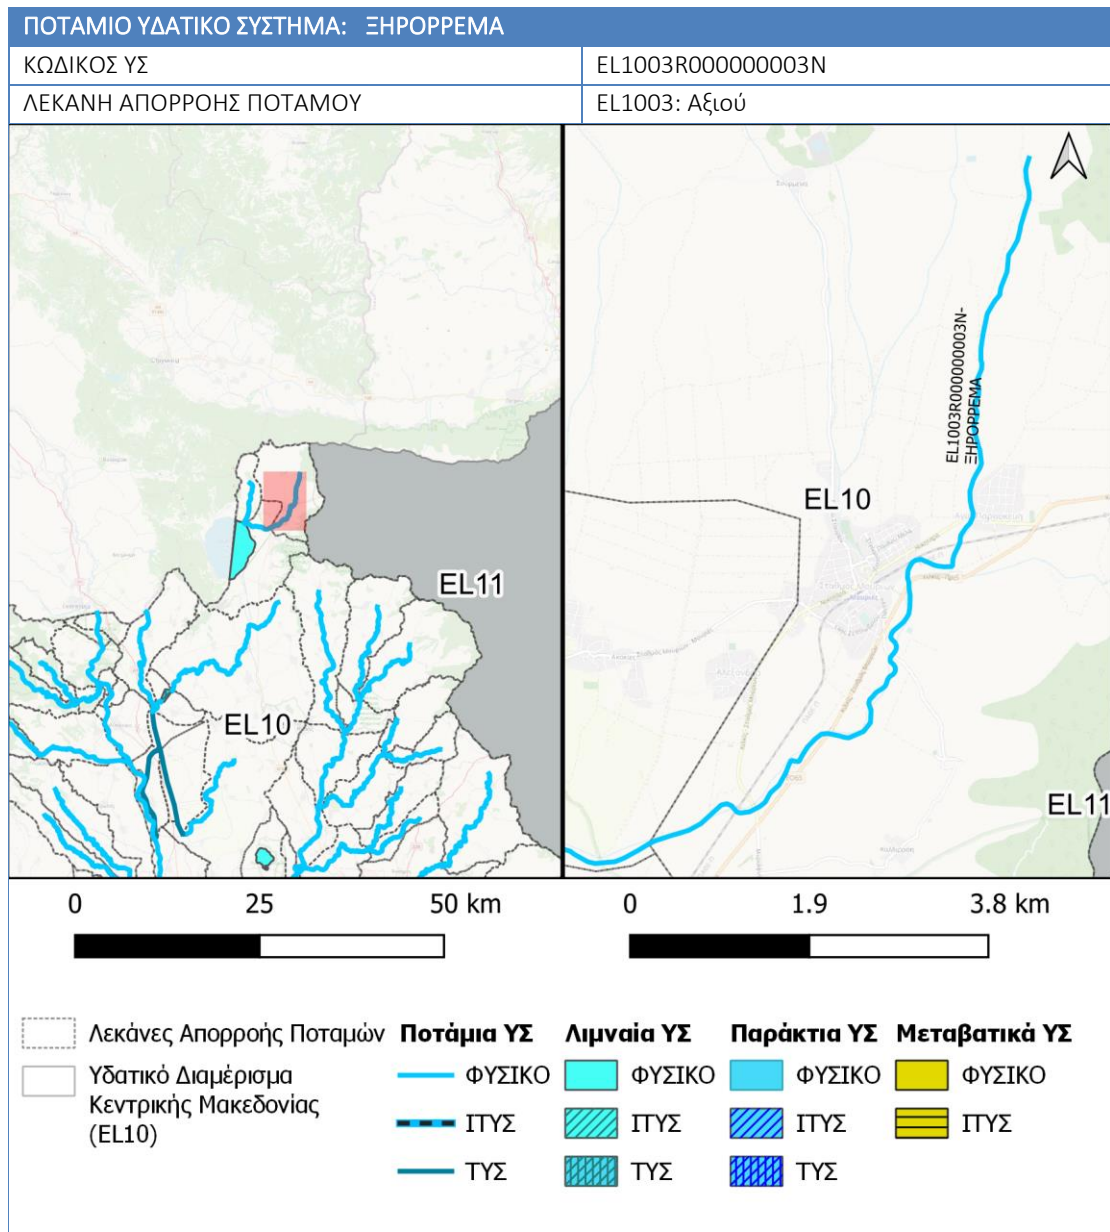 ΠΟΤΑΜΙΟ ΥΔΑΤΙΚΟ ΣΥΣΤΗΜΑ: ΞΗΡΟΡΡΕΜΑ
ΚΩΔΙΚΟΣ ΥΣ EL1003R000000003N
ΛΕΚΑΝΗ ΑΠΟΡΡΟΗΣ ΠΟΤΑΜΟΥ EL1003: Αξιού
EL11
EL10
EL1003R000000003N-
ΞΗΡΟΡΡΕΜΑ
EL10
EL11
0 25 50 km
0 1.9 3.8 km
Λεκάνες Απορροής Ποταμών
Υδατικό Διαμέρισμα
Κεντρικής Μακεδονίας
(EL10)
Ποτάμια ΥΣ
ΦΥΣΙΚΟ
ΙΤΥΣ
ΤΥΣ
Λιμναία ΥΣ
ΦΥΣΙΚΟ
ΙΤΥΣ
ΤΥΣ
Παράκτια ΥΣ
ΦΥΣΙΚΟ
ΙΤΥΣ
ΤΥΣ
Μεταβατικά ΥΣ
ΦΥΣΙΚΟ
ΙΤΥΣ